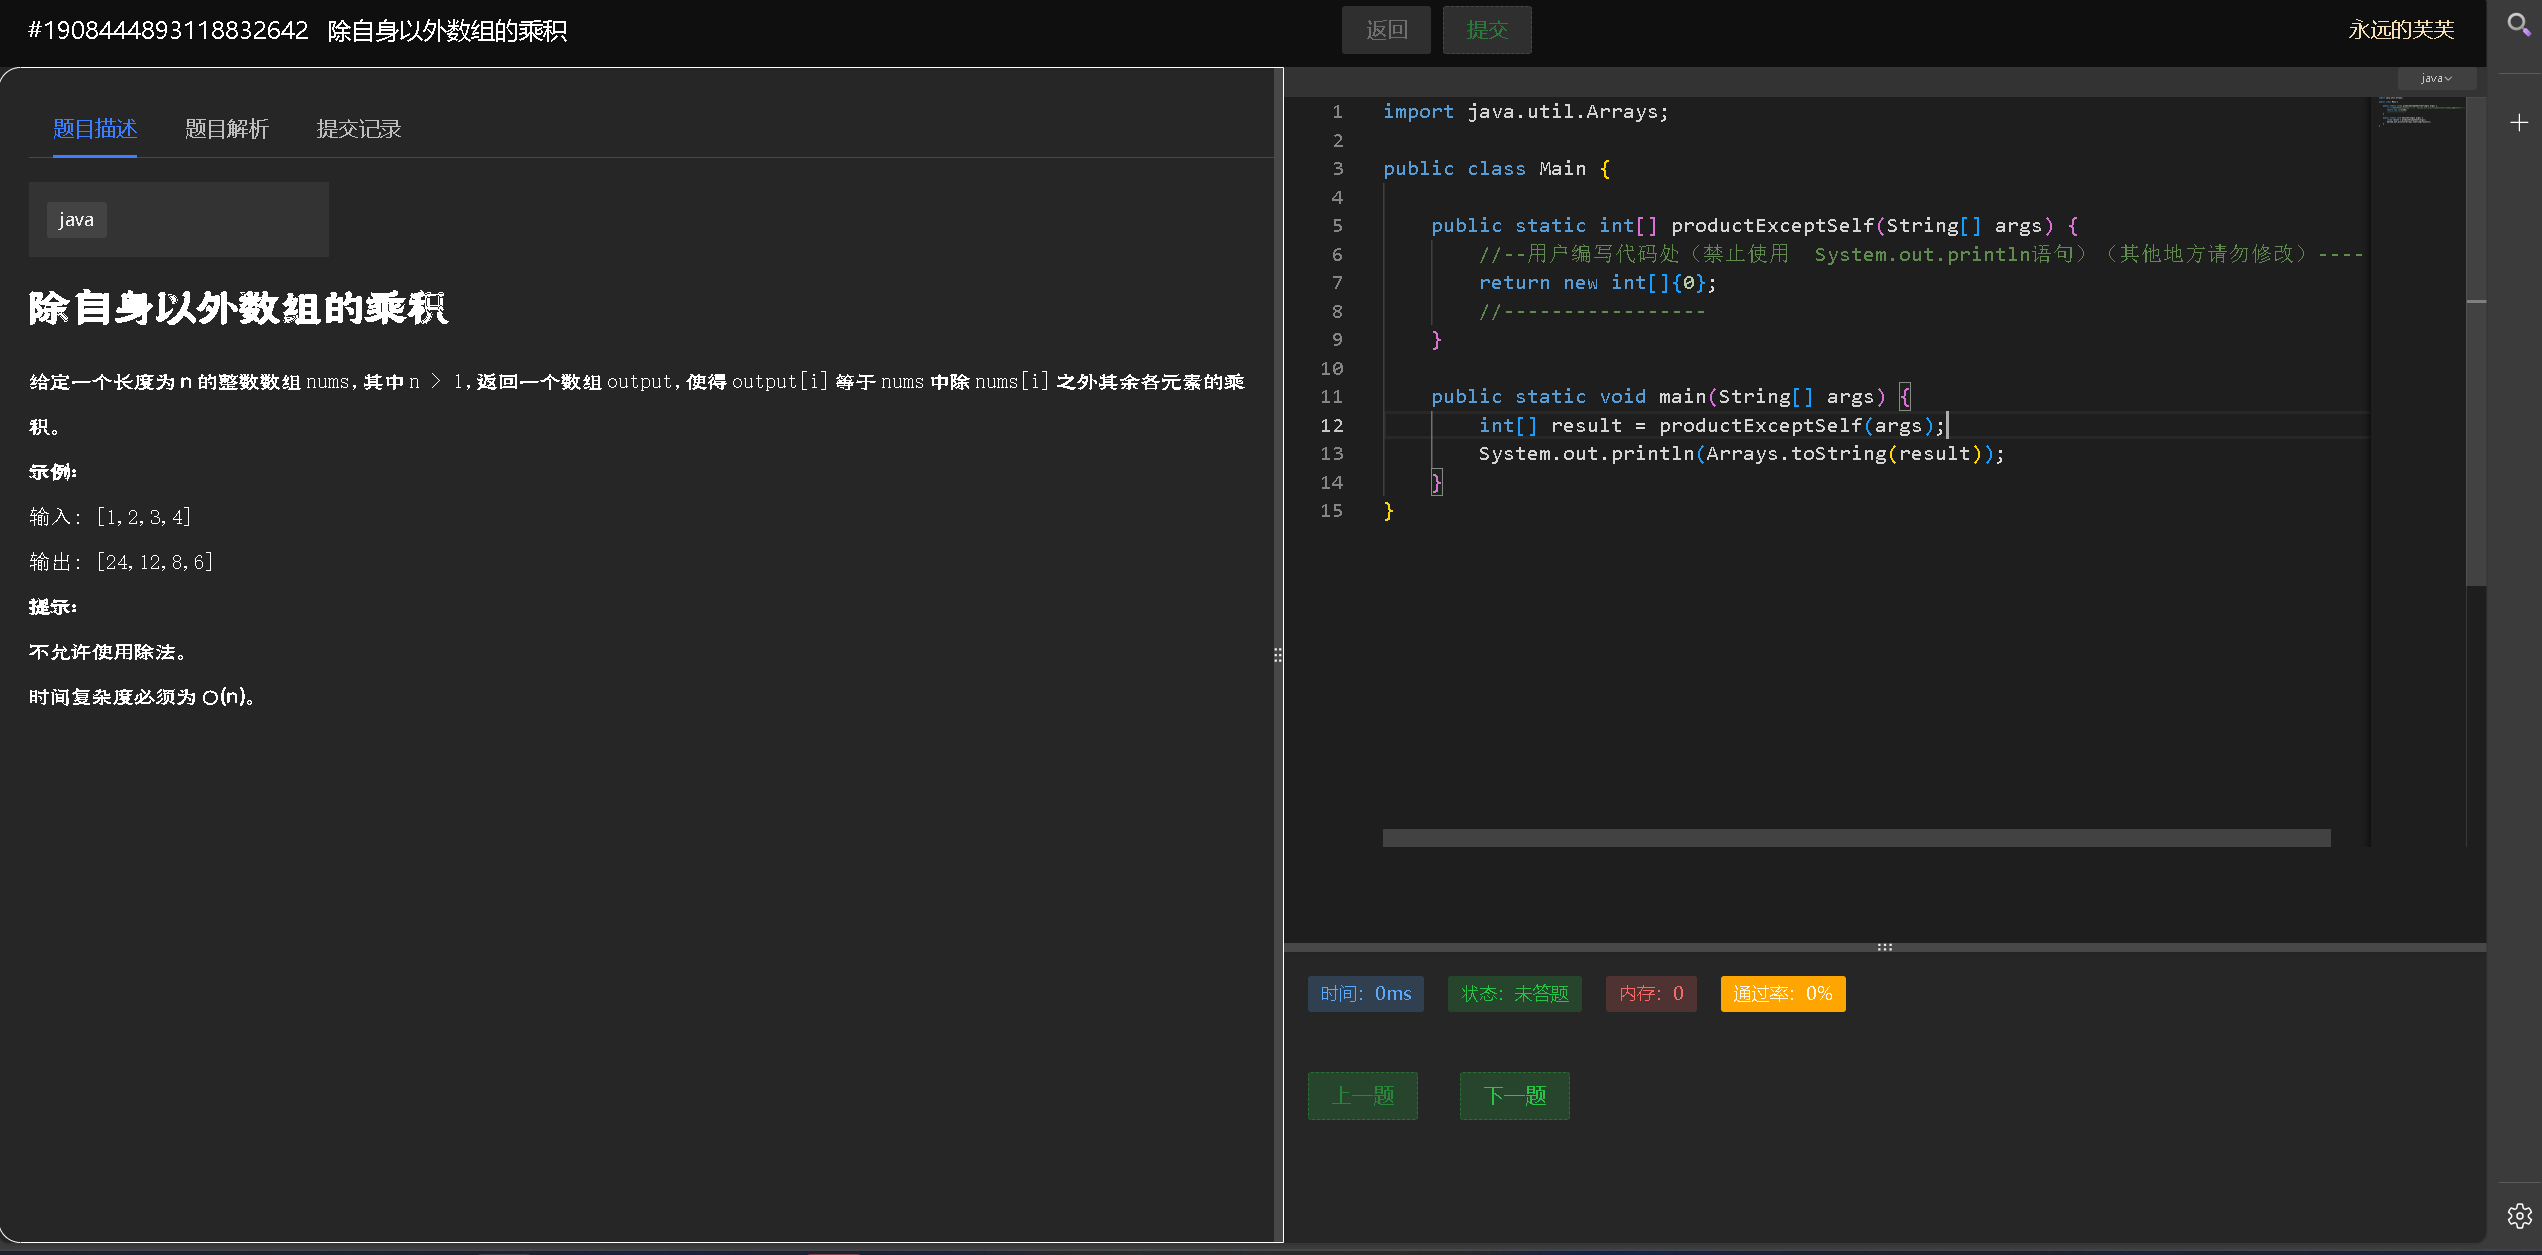 #1908444893118832642 除自身以外数组的乘积
返回
提交
永远的芙芙
题目描述
题目解析
提交记录
java
除自身以外数组的乘积
给定一个长度为 n 的整数数组 nums,其中 n > 1,返回一个数组 output,使得 output[i] 等于 nums 中除 nums[i] 之外其余各元素的乘
积。
示例:
输入: [1,2,3,4]
输出: [24,12,8,6]
提示:
不允许使用除法。
时间复杂度必须为 O(n)。
java
1 import java.util.Arrays;
2
3 public class Main {
4
5 public static int[] productExceptSelf(String[] args) {
6 //--用户编写代码处（禁止使用 System.out.println语句）（其他地方请勿修改）----
7 return new int[]{0};
8 //-----------------
9 }
10
11 public static void main(String[] args) {
12 int[] result = productExceptSelf(args);
13 System.out.println(Arrays.toString(result));
14 }
15 }
时间：0ms
状态：未答题
内存：0
通过率：0%
上一题
下一题